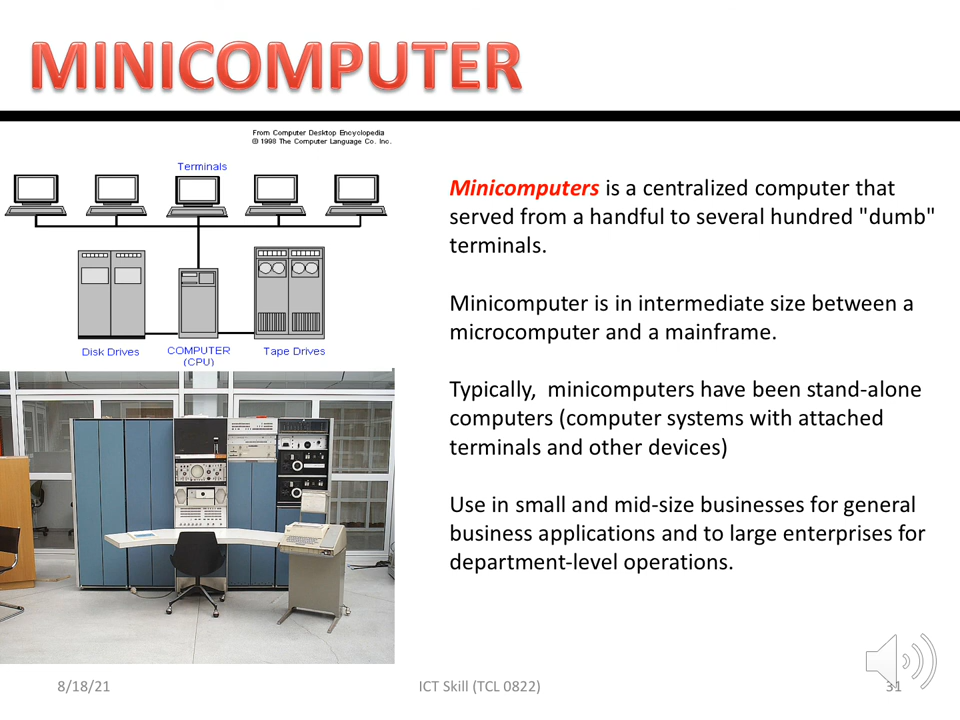 MINICOMPUTER
From Computer Desktop Encyclopedia
© 1998 The Computer Language Co. Inc.
Terminals
Disk Drives
COMPUTER
(CPU)
Tape Drives
Minicomputers is a centralized computer that
served from a handful to several hundred "dumb"
terminals.
Minicomputer is in intermediate size between a
microcomputer and a mainframe.
Typically,  minicomputers have been stand-alone
computers (computer systems with attached
terminals and other devices)
Use in small and mid-size businesses for general
business applications and to large enterprises for
department-level operations.
8/18/21
ICT Skill (TCL 0822)
31